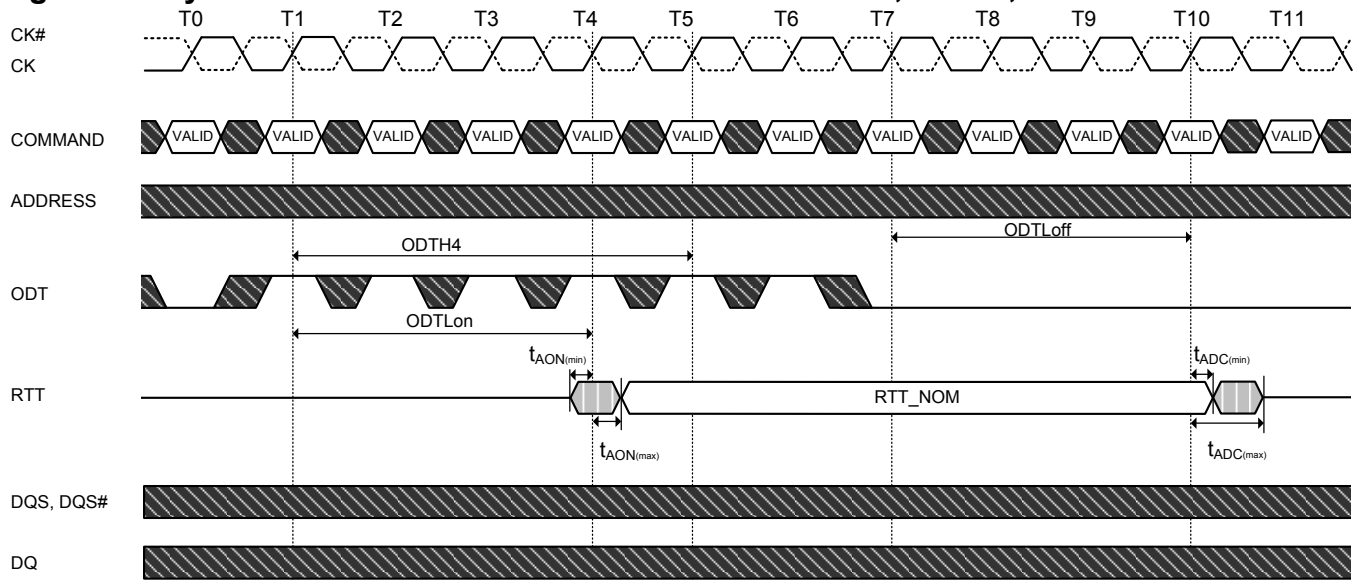 T0 T1 T2 T3 T4 T5 T6 T7 T8 T9 T10 T11
CK#
CK
COMMAND VALID VALID VALID VALID VALID VALID VALID VALID VALID VALID VALID VALID
ADDRESS
ODTLoff
ODTH4
ODT
ODTLon
tAON(min) tADC(min)
RTT RTT_NOM
tAON(max) tADC(max)
DQS, DQS#
DQ